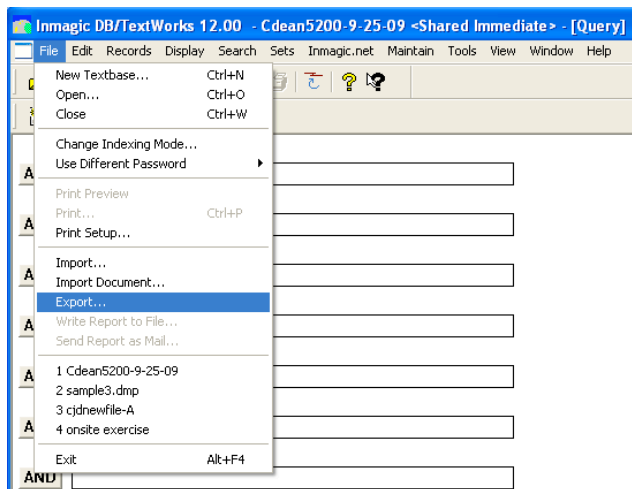 Inmagic DB/TextWorks 12.00 - Cdean5200-9-25-09 <Shared Immediate> - [Query]
File Edit Records Display Search Sets Inmagic.net Maintain Tools View Window Help
New Textbase... Ctrl+N
Open... Ctrl+O
Close Ctrl+W
Change Indexing Mode...
Use Different Password
Print Preview
Print... Ctrl+P
Print Setup...
Import...
Import Document...
Export...
Write Report to File...
Send Report as Mail...
1 Cdean5200-9-25-09
2 sample3.dmp
3 cjdnewfile-A
4 onsite exercise
Exit Alt+F4
AND